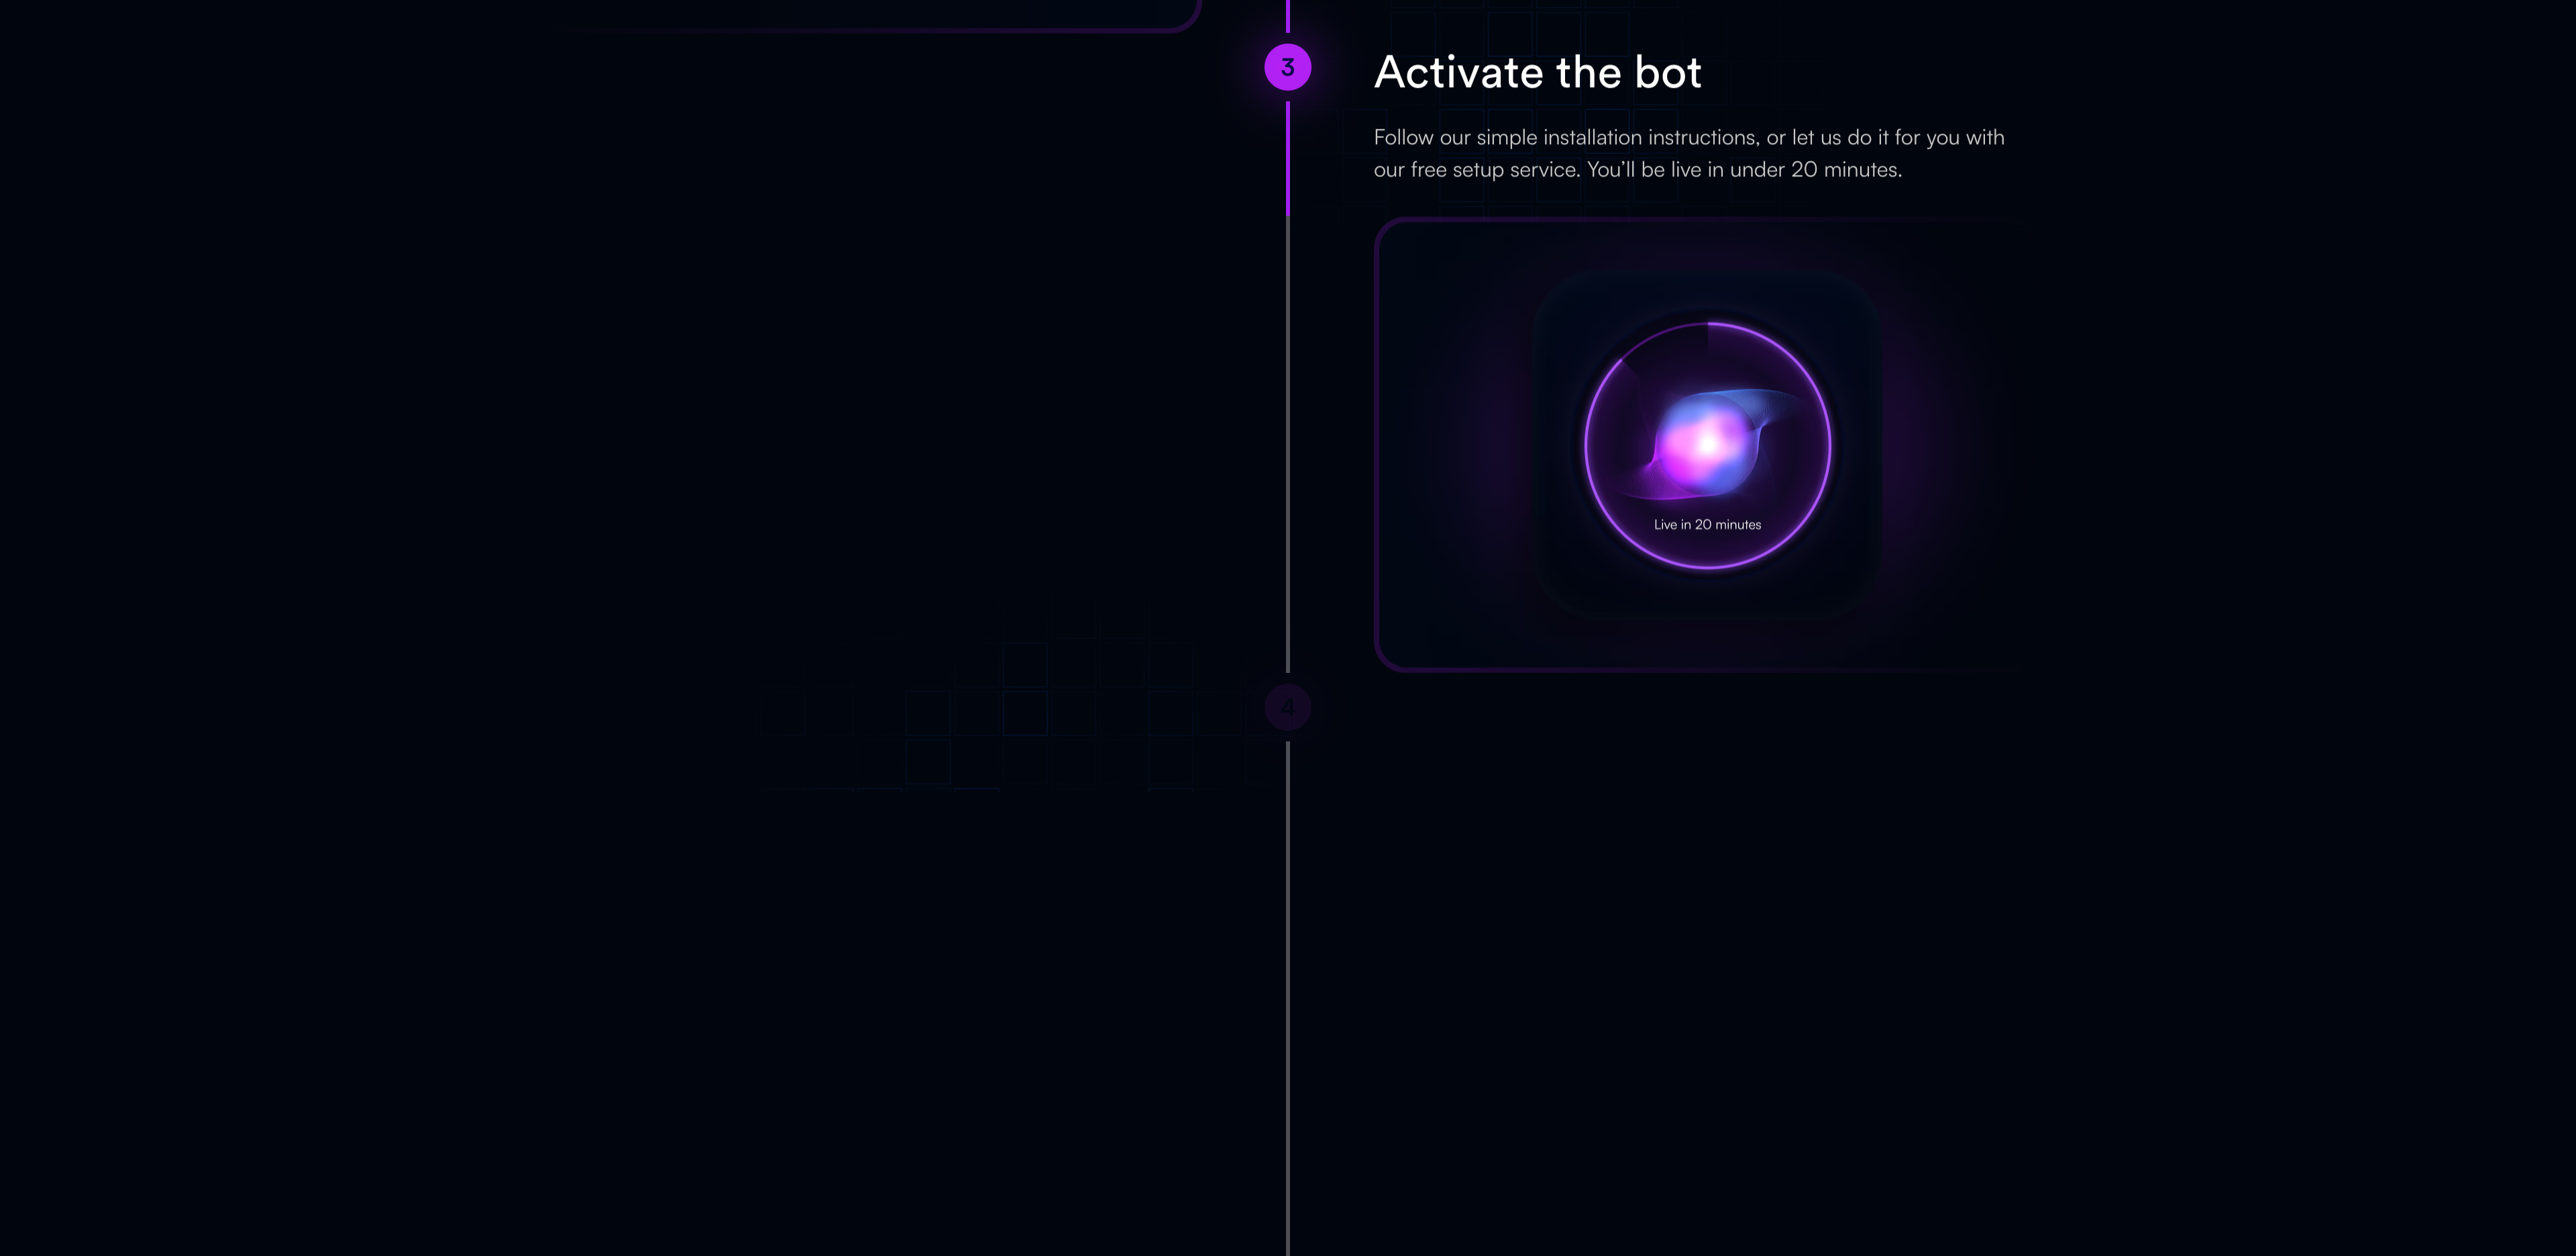 3
Activate the bot
Follow our simple installation instructions, or let us do it for you with
our free setup service. You’ll be live in under 20 minutes.
Live in 20 minutes
4